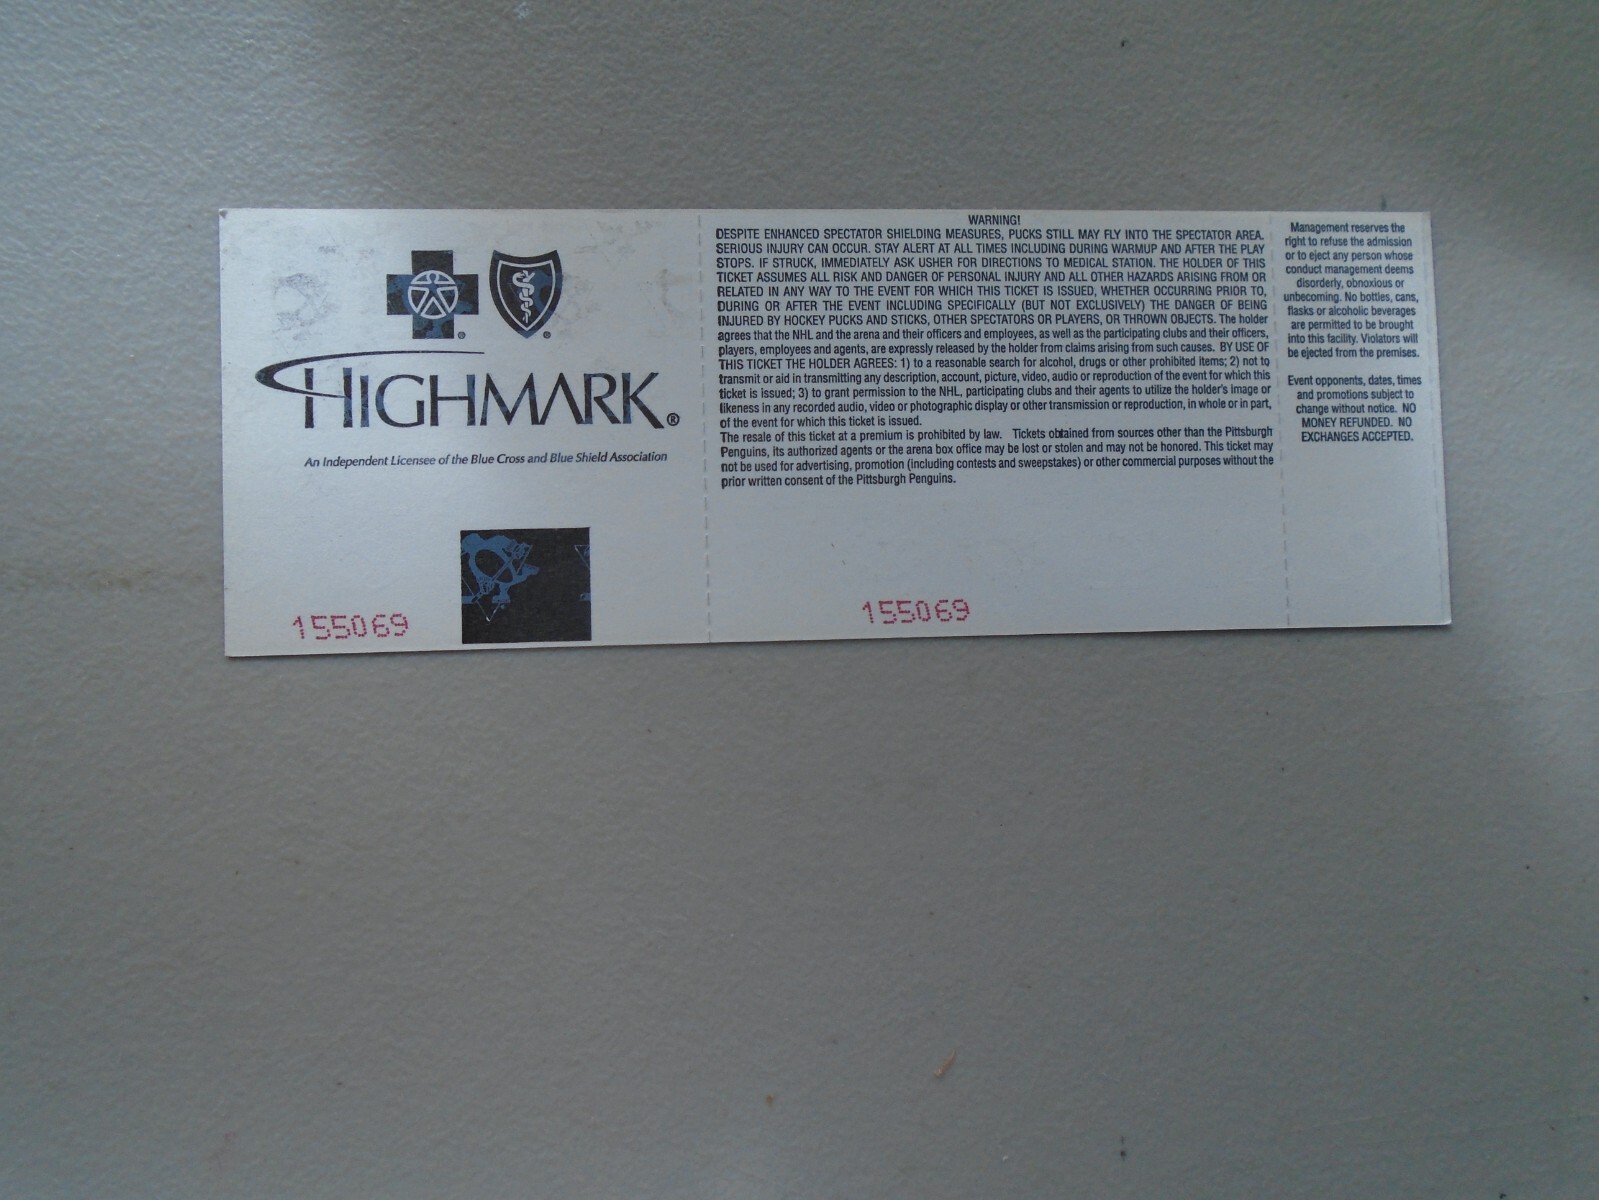 HIGHMARK®
An Independent Licensee of the Blue Cross and Blue Shield Association
155069
WARNING!
DESPITE ENHANCED SPECTATOR SHIELDING MEASURES, PUCKS STILL MAY FLY INTO THE SPECTATOR AREA.
SERIOUS INJURY CAN OCCUR. STAY ALERT AT ALL TIMES INCLUDING DURING WARMUP AND AFTER THE PLAY
STOPS. IF STRUCK, IMMEDIATELY ASK USHER FOR DIRECTIONS TO MEDICAL STATION. THE HOLDER OF THIS
TICKET ASSUMES ALL RISK AND DANGER OF PERSONAL INJURY AND ALL OTHER HAZARDS ARISING FROM OR
RELATED IN ANY WAY TO THE EVENT FOR WHICH THIS TICKET IS ISSUED, WHETHER OCCURRING PRIOR TO,
DURING OR AFTER THE EVENT INCLUDING SPECIFICALLY (BUT NOT EXCLUSIVELY) THE DANGER OF BEING
INJURED BY HOCKEY PUCKS AND STICKS, OTHER SPECTATORS OR PLAYERS, OR THROWN OBJECTS. The holder
agrees that the NHL and the arena and their officers and employees, as well as the participating clubs and their officers,
players, employees and agents, are expressly released by the holder from claims arising from such causes. BY USE OF
THIS TICKET THE HOLDER AGREES: 1) to a reasonable search for alcohol, drugs or other prohibited items; 2) not to
transmit or aid in transmitting any description, account, picture, video, audio or reproduction of the event for which this
ticket is issued; 3) to grant permission to the NHL, participating clubs and their agents to utilize the holder's image or
likeness in any recorded audio, video or photographic display or other transmission or reproduction, in whole or in part,
of the event for which this ticket is issued.
The resale of this ticket at a premium is prohibited by law. Tickets obtained from sources other than the Pittsburgh
Penguins, its authorized agents or the arena box office may be lost or stolen and may not be honored. This ticket may
not be used for advertising, promotion (including contests and sweepstakes) or other commercial purposes without the
prior written consent of the Pittsburgh Penguins.
155069
Management reserves the
right to refuse the admission
or to eject any person whose
conduct management deems
disorderly, obnoxious or
unbecoming. No bottles, cans,
flasks or alcoholic beverages
are permitted to be brought
into this facility. Violators will
be ejected from the premises.
Event opponents, dates, times
and promotions subject to
change without notice. NO
MONEY REFUNDED. NO
EXCHANGES ACCEPTED.